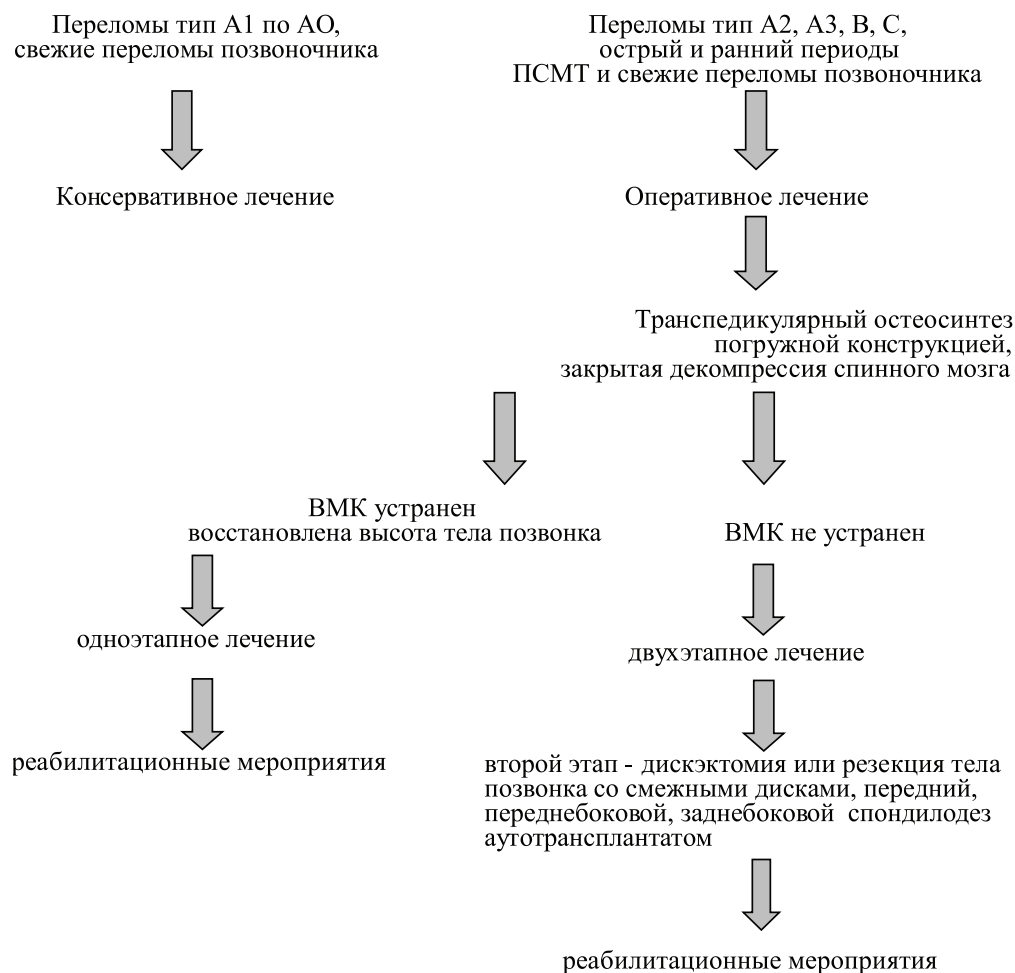 Переломы тип А1 по АО,
свежие переломы позвоночника
Переломы тип А2, А3, В, С,
острый и ранний периоды
ПСМТ и свежие переломы позвоночника
Консервативное лечение
Оперативное лечение
Транспедикулярный остеосинтез
погружной конструкцией,
закрытая декомпрессия спинного мозга
ВМК устранен
восстановлена высота тела позвонка
ВМК не устранен
одноэтапное лечение
двухэтапное лечение
реабилитационные мероприятия
второй этап - дискэктомия или резекция тела
позвонка со смежными дисками, передний,
переднебоковой, заднебоковой спондилодез
аутотрансплантатом
реабилитационные мероприятия